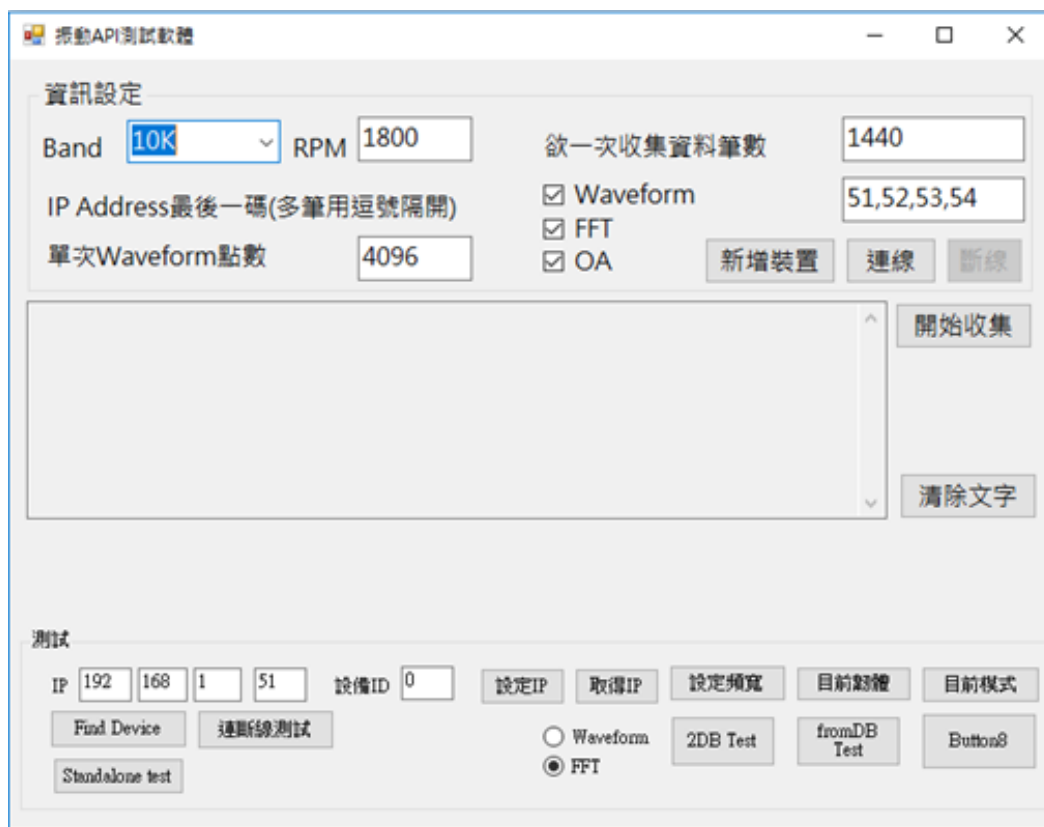 振動API測試軟體
資訊設定
Band 10K RPM 1800 欲一次收集資料筆數 1440
IP Address最後一碼(多筆用逗號隔開) Waveform 51,52,53,54
FFT
單次Waveform點數 4096 OA 新增裝置 連線 斷線
開始收集
清除文字
測試
IP 192 168 1 51 設備ID 0 設定IP 取得IP 設定頻寬 目前韌體 目前模式
Find Device 連斷線測試 Waveform 2DB Test fromDB Test Button8
FFT
Standalone test